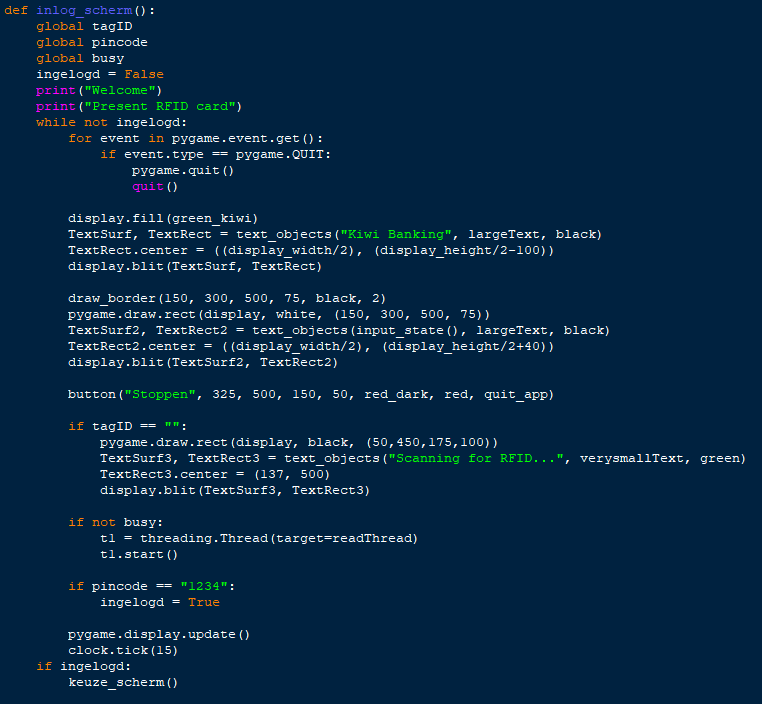 def inlog_scherm():
    global tagID
    global pincode
    global busy
    ingelogd = False
    print("Welcome")
    print("Present RFID card")
    while not ingelogd:
        for event in pygame.event.get():
            if event.type == pygame.QUIT:
                pygame.quit()
                quit()

        display.fill(green_kiwi)
        TextSurf, TextRect = text_objects("Kiwi Banking", largeText, black)
        TextRect.center = ((display_width/2), (display_height/2-100))
        display.blit(TextSurf, TextRect)

        draw_border(150, 300, 500, 75, black, 2)
        pygame.draw.rect(display, white, (150, 300, 500, 75))
        TextSurf2, TextRect2 = text_objects(input_state(), largeText, black)
        TextRect2.center = ((display_width/2), (display_height/2+40))
        display.blit(TextSurf2, TextRect2)

        button("Stoppen", 325, 500, 150, 50, red_dark, red, quit_app)

        if tagID == "":
            pygame.draw.rect(display, black, (50,450,175,100))
            TextSurf3, TextRect3 = text_objects("Scanning for RFID...", verysmallText, green)
            TextRect3.center = (137, 500)
            display.blit(TextSurf3, TextRect3)

        if not busy:
            t1 = threading.Thread(target=readThread)
            t1.start()

        if pincode == "1234":
            ingelogd = True

        pygame.display.update()
        clock.tick(15)
    if ingelogd:
        keuze_scherm()